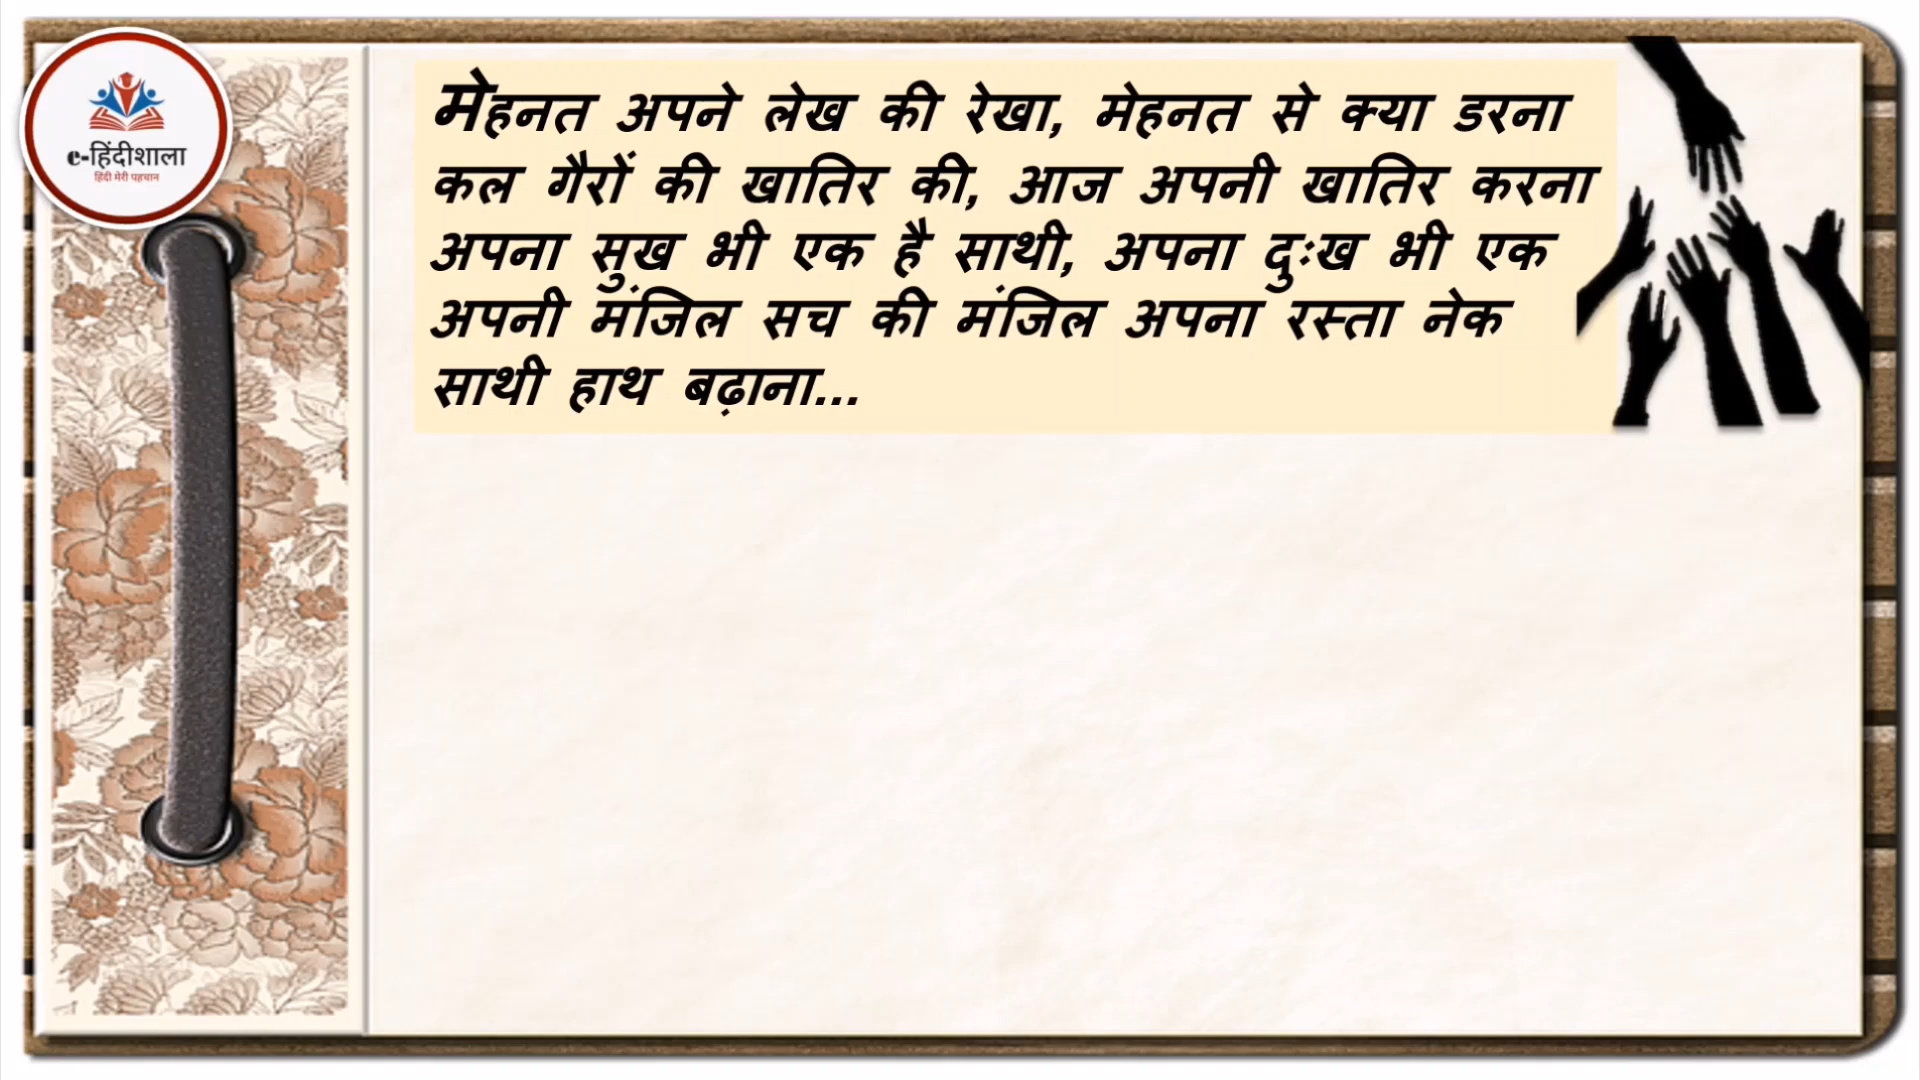 e-हिंदीशाला
हिंदी मेरी पहचान
मेहनत अपने लेख की रेखा, मेहनत से क्या डरना
कल गैरों की खातिर की, आज अपनी खातिर करना
अपना सुख भी एक है साथी, अपना दुःख भी एक
अपनी मंजिल सच की मंजिल अपना रस्ता नेक
साथी हाथ बढ़ाना...